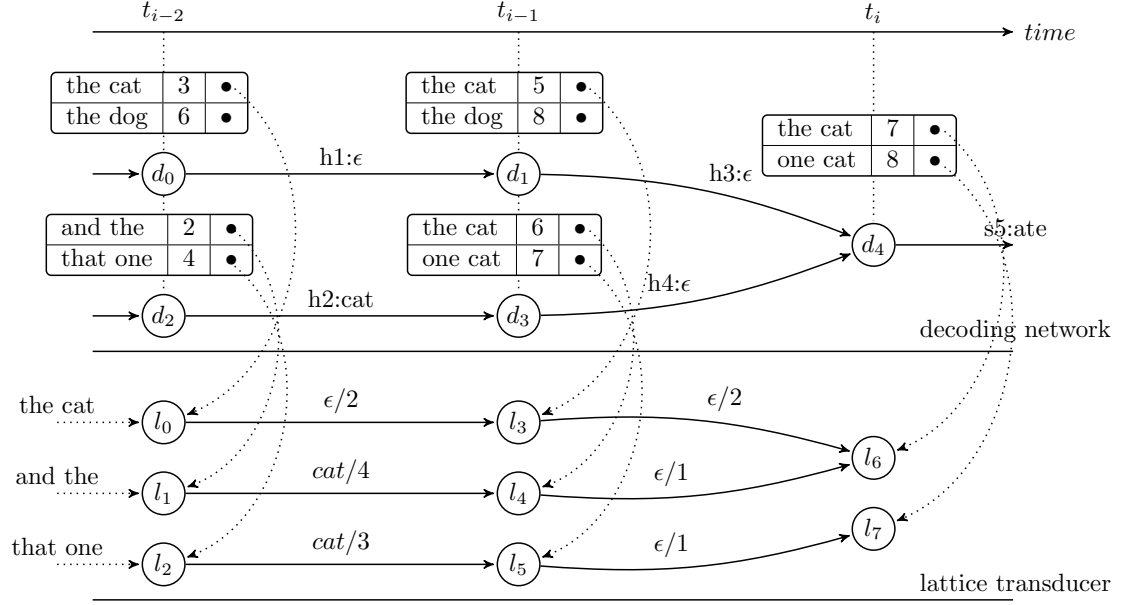 t_{i−2} t_{i−1} t_i
time
the cat 3 • the cat 5 •
the dog 6 • the dog 8 •
the cat 7 •
one cat 8 •
d_0 h1:ϵ d_1 h3:ϵ
and the 2 • the cat 6 •
that one 4 • one cat 7 •
d_4 s5:ate
d_2 h2:cat d_3 h4:ϵ
decoding network
the cat l_0 ϵ/2 l_3 ϵ/2
l_6
and the l_1 cat/4 l_4 ϵ/1
l_7
that one l_2 cat/3 l_5 ϵ/1
lattice transducer